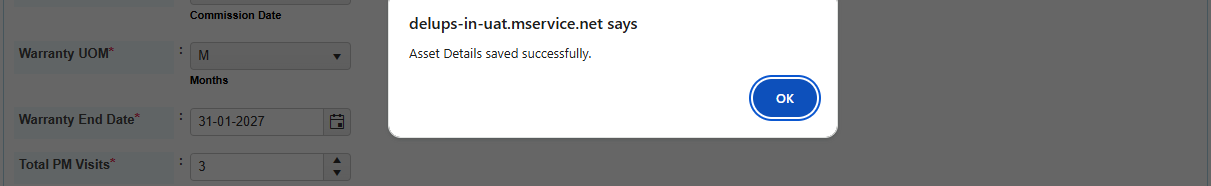 Commission Date
delups-in-uat.mservice.net says
Asset Details saved successfully.
OK
Warranty UOM* : M
Months
Warranty End Date* : 31-01-2027
Total PM Visits* : 3